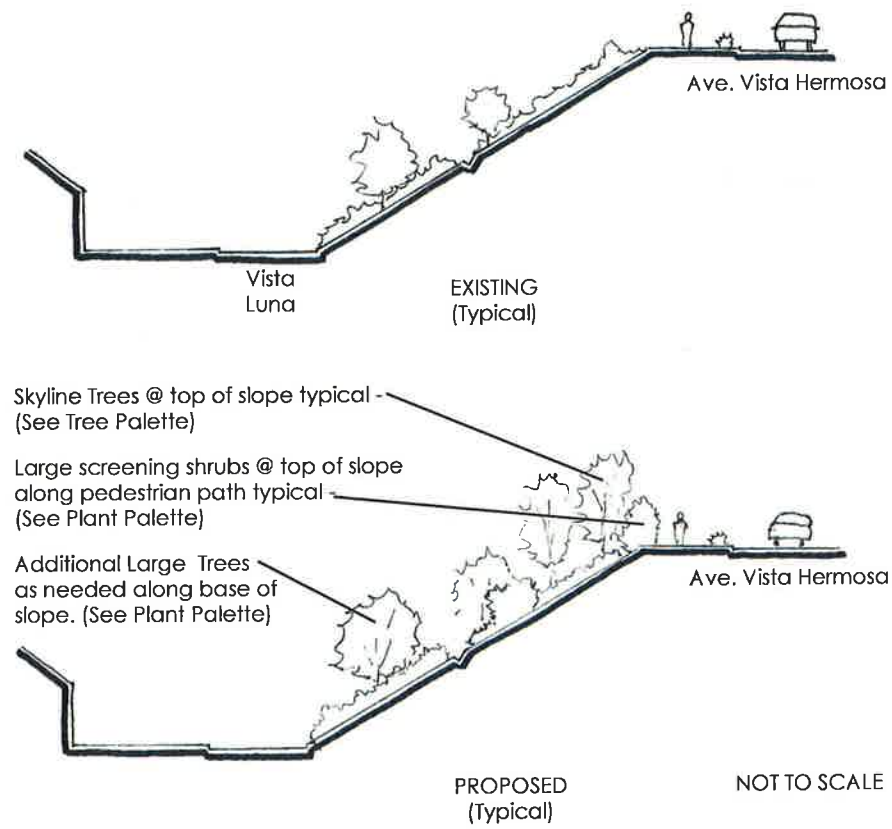 Ave. Vista Hermosa
Vista
Luna
EXISTING
(Typical)
Skyline Trees @ top of slope typical -
(See Tree Palette)
Large screening shrubs @ top of slope
along pedestrian path typical -
(See Plant Palette)
Additional Large Trees
as needed along base of
slope. (See Plant Palette)
Ave. Vista Hermosa
PROPOSED
(Typical)
NOT TO SCALE